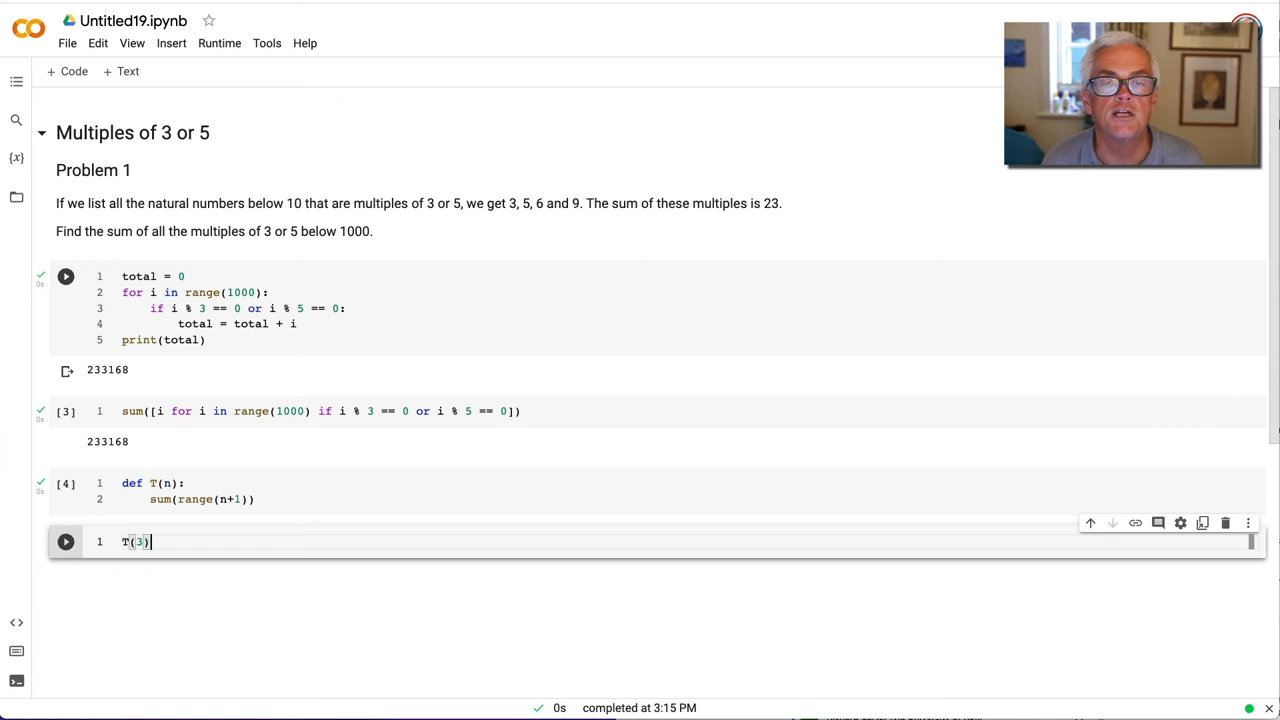 Untitled19.ipynb
File Edit View Insert Runtime Tools Help
+ Code + Text
Multiples of 3 or 5
Problem 1
If we list all the natural numbers below 10 that are multiples of 3 or 5, we get 3, 5, 6 and 9. The sum of these multiples is 23.
Find the sum of all the multiples of 3 or 5 below 1000.
0s
1 total = 0
2 for i in range(1000):
3 if i % 3 == 0 or i % 5 == 0:
4 total = total + i
5 print(total)
233168
0s
[3] 1 sum([i for i in range(1000) if i % 3 == 0 or i % 5 == 0])
233168
0s
[4] 1 def T(n):
2 sum(range(n+1))
1 T(3)
0s completed at 3:15 PM